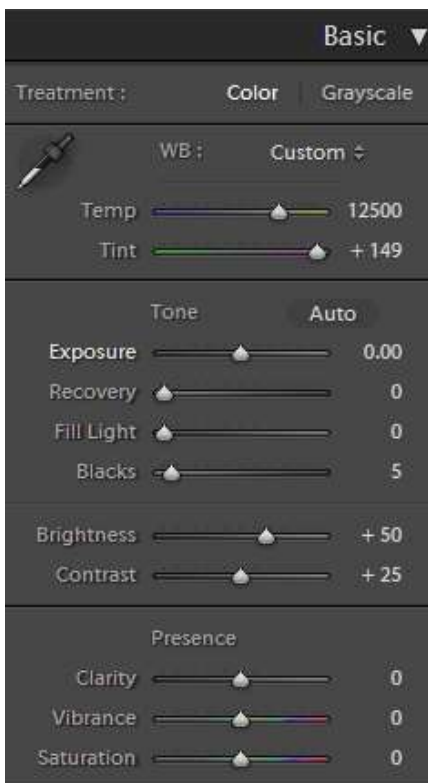 Basic ▼
Treatment : Color Grayscale
WB : Custom
Temp 12500
Tint + 149
Tone Auto
Exposure 0.00
Recovery 0
Fill Light 0
Blacks 5
Brightness + 50
Contrast + 25
Presence
Clarity 0
Vibrance 0
Saturation 0